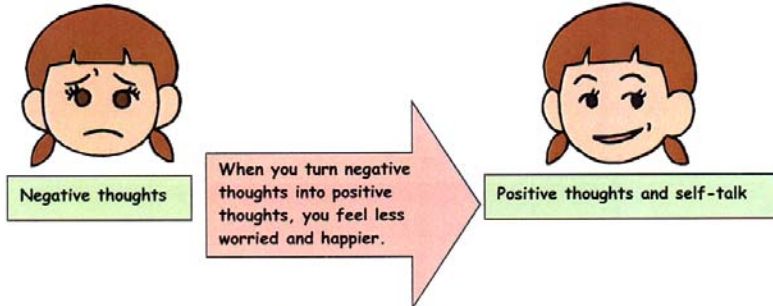 Negative thoughts
When you turn negative
thoughts into positive
thoughts, you feel less
worried and happier.
Positive thoughts and self-talk